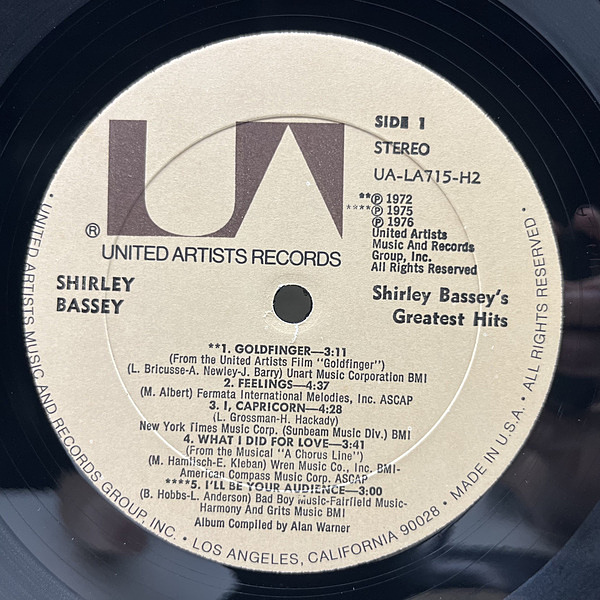 UA
®
UNITED ARTISTS RECORDS
SIDE 1
STEREO
UA-LA715-H2
**Ⓟ 1972
****Ⓟ 1975
Ⓟ 1976
United Artists
Music And Records
Group, Inc.
All Rights Reserved
SHIRLEY
BASSEY
Shirley Bassey's
Greatest Hits
**1. GOLDFINGER—3:11
(From the United Artists Film "Goldfinger")
(L. Bricusse-A. Newley-J. Barry) Unart Music Corporation BMI
2. FEELINGS—4:37
(M. Albert) Fermata International Melodies, Inc. ASCAP
3. I, CAPRICORN—4:28
(L. Grossman-H. Hackady)
New York Times Music Corp. (Sunbeam Music Div.) BMI
4. WHAT I DID FOR LOVE—3:41
(From the Musical "A Chorus Line")
(M. Hamlisch-E. Kleban) Wren Music Co., Inc. BMI-
American Compass Music Corp. ASCAP
****5. I'LL BE YOUR AUDIENCE—3:00
(B. Hobbs-L. Anderson) Bad Boy Music-Fairfield Music-
Harmony And Grits Music BMI
Album Compiled by Alan Warner
• UNITED ARTISTS MUSIC AND RECORDS GROUP, INC. • LOS ANGELES, CALIFORNIA 90028 • MADE IN U.S.A. • ALL RIGHTS RESERVED •